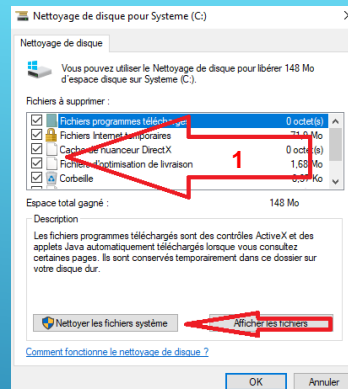 Nettoyage de disque pour Systeme (C:)
Nettoyage de disque
Vous pouvez utiliser le Nettoyage de disque pour libérer 148 Mo
d'espace disque sur Systeme (C:).
Fichiers à supprimer :
Fichiers programmes téléchargés 0 octet(s)
Fichiers Internet temporaires 71,9 Mo
Cache de nuanceur DirectX 0 octet(s)
1
Fichiers d'optimisation de livraison 1,68 Mo
Corbeille Ko
Espace total gagné : 148 Mo
Description
Les fichiers programmes téléchargés sont des contrôles ActiveX et des
applets Java automatiquement téléchargés lorsque vous consultez
certaines pages. Ils sont conservés temporairement dans ce dossier sur
votre disque dur.
Nettoyer les fichiers système Afficher les fichiers
Comment fonctionne le nettoyage de disque ?
OK Annuler